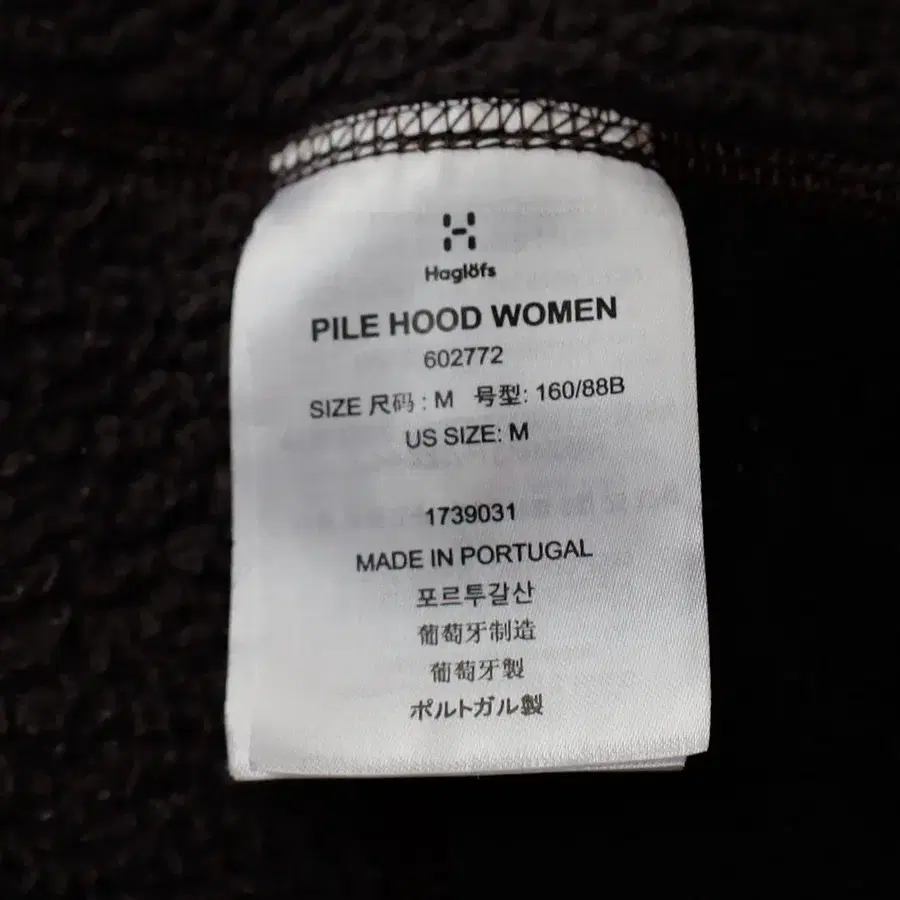 Haglöfs
PILE HOOD WOMEN
602772
SIZE 尺码 : M 号型: 160/88B
US SIZE: M
1739031
MADE IN PORTUGAL
포르투갈산
葡萄牙制造
葡萄牙製
ポルトガル製